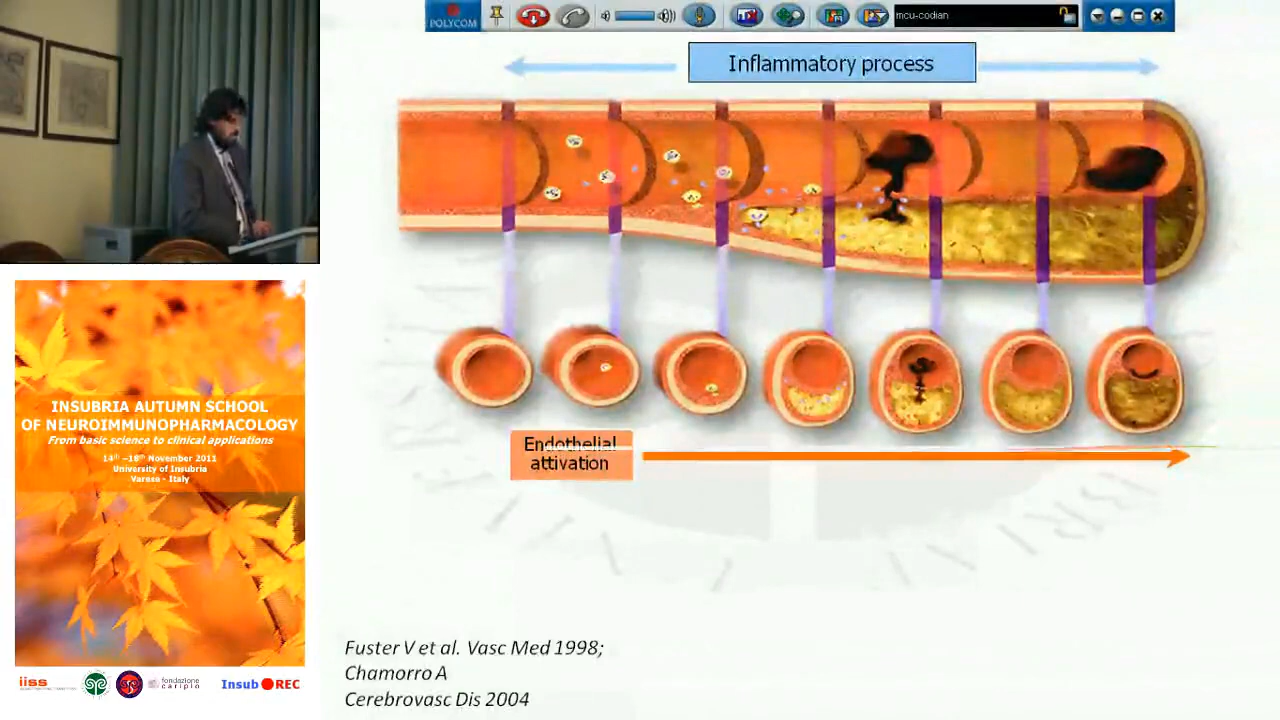 POLYCOM
mcu-codian
Inflammatory process
Endothelial
attivation
Fuster V et al. Vasc Med 1998;
Chamorro A
Cerebrovasc Dis 2004
INSUBRIA AUTUMN SCHOOL
OF NEUROIMMUNOPHARMACOLOGY
From basic science to clinical applications
14th –18th November 2011
University of Insubria
Varese - Italy
iiss
fondazione
cariplo
Insub REC